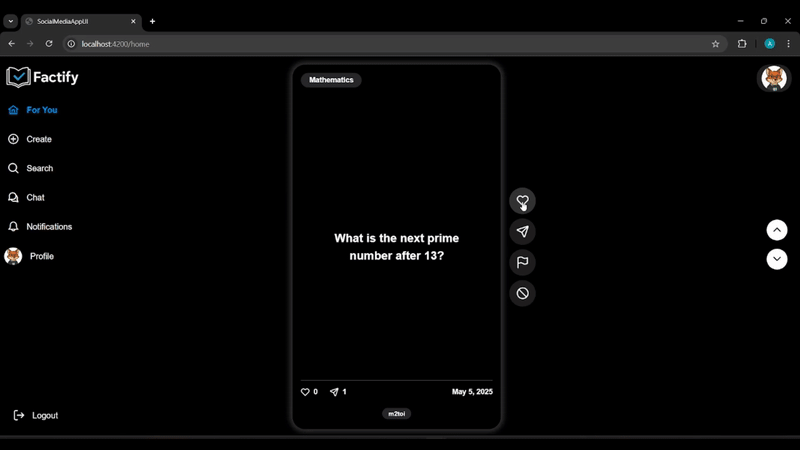 SocialMediaAppUI
localhost:4200/home
A
Factify
For You
Create
Search
Chat
Notifications
Profile
Logout
Mathematics
What is the next prime
number after 13?
0 1 May 5, 2025
m2toi